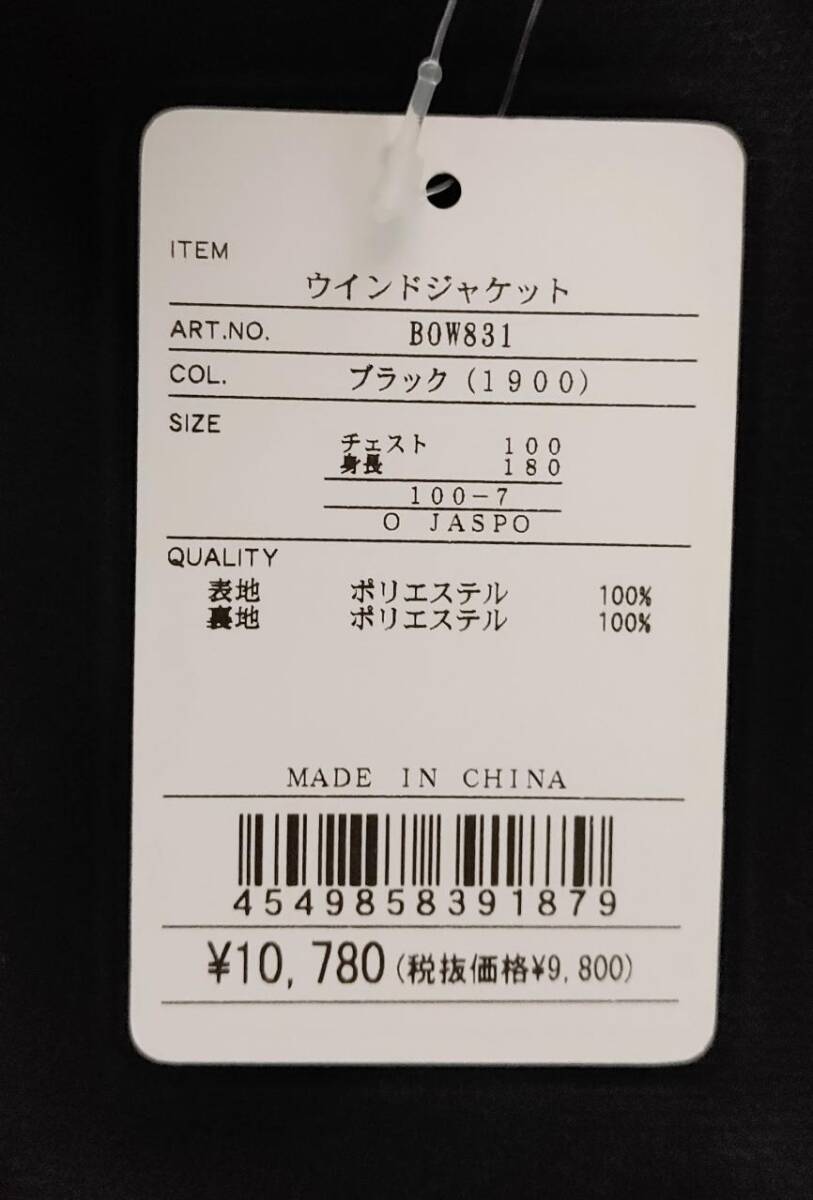 ITEM
ウインドジャケット
ART.NO. BOW831
COL. ブラック(1900)
SIZE
チェスト 100
身長 180
100-7
O JASPO
QUALITY
表地 ポリエステル 100%
裏地 ポリエステル 100%
MADE IN CHINA
4549858391879
¥10,780(税抜価格¥9,800)